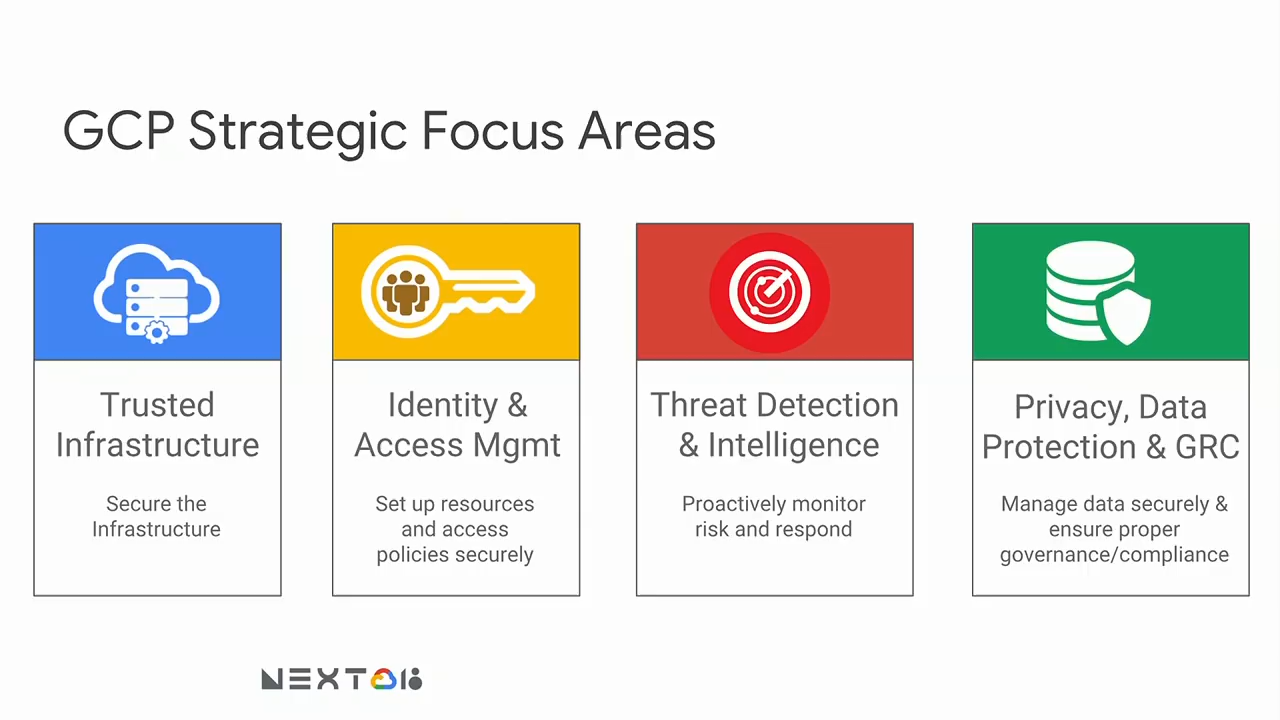 GCP Strategic Focus Areas
Trusted
Infrastructure
Secure the
Infrastructure
Identity &
Access Mgmt
Set up resources
and access
policies securely
Threat Detection
& Intelligence
Proactively monitor
risk and respond
Privacy, Data
Protection & GRC
Manage data securely &
ensure proper
governance/compliance
NEXT 18